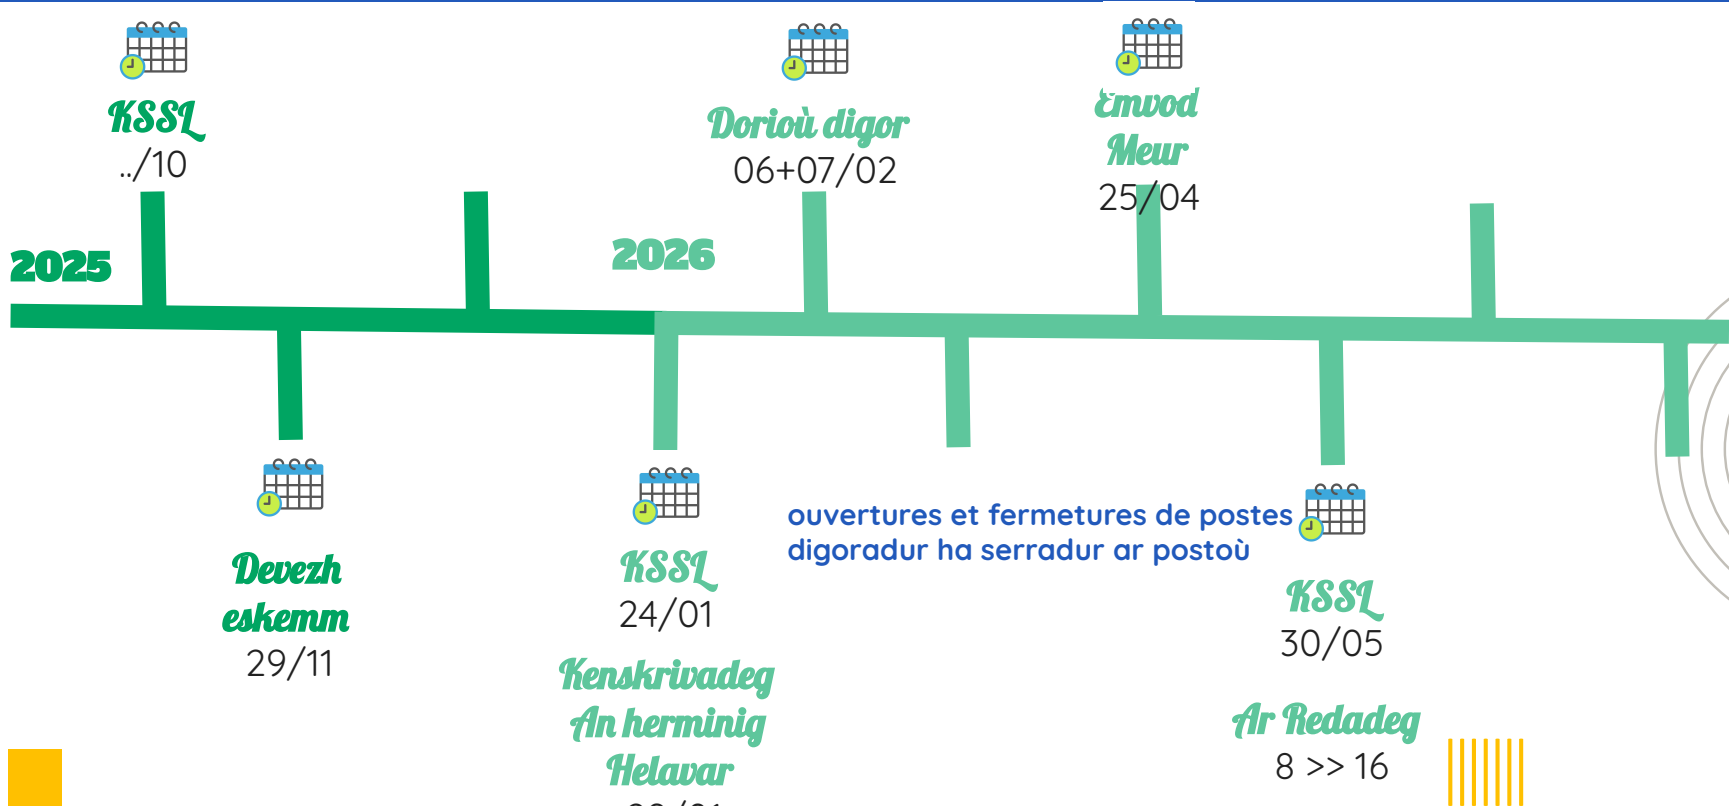 KSSL
../10
Dorioù digor
06+07/02
Emvod
Meur
25/04
2025
2026
Devezh
eskemm
29/11
KSSL
24/01
Kenskrivadeg
An herminig
Helavar
ouvertures et fermetures de postes
digoradur ha serradur ar postoù
KSSL
30/05
Ar Redadeg
8 >> 16